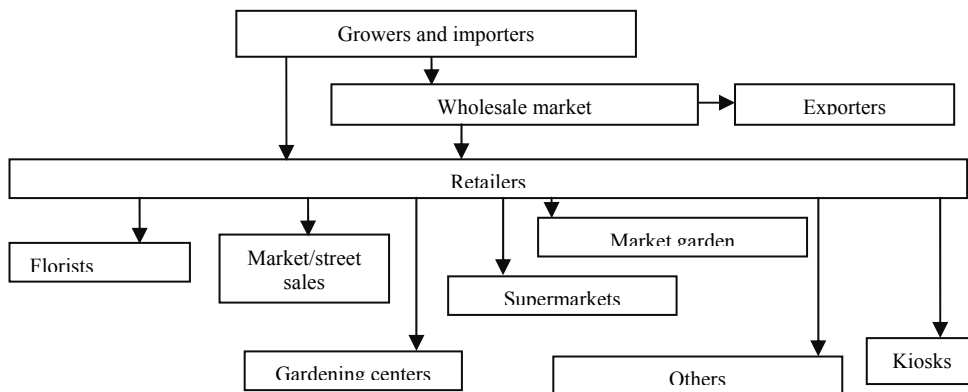 Growers and importers
Wholesale market
Exporters
Retailers
Florists
Market/street
sales
Market garden
Supermarkets
Gardening centers
Others
Kiosks